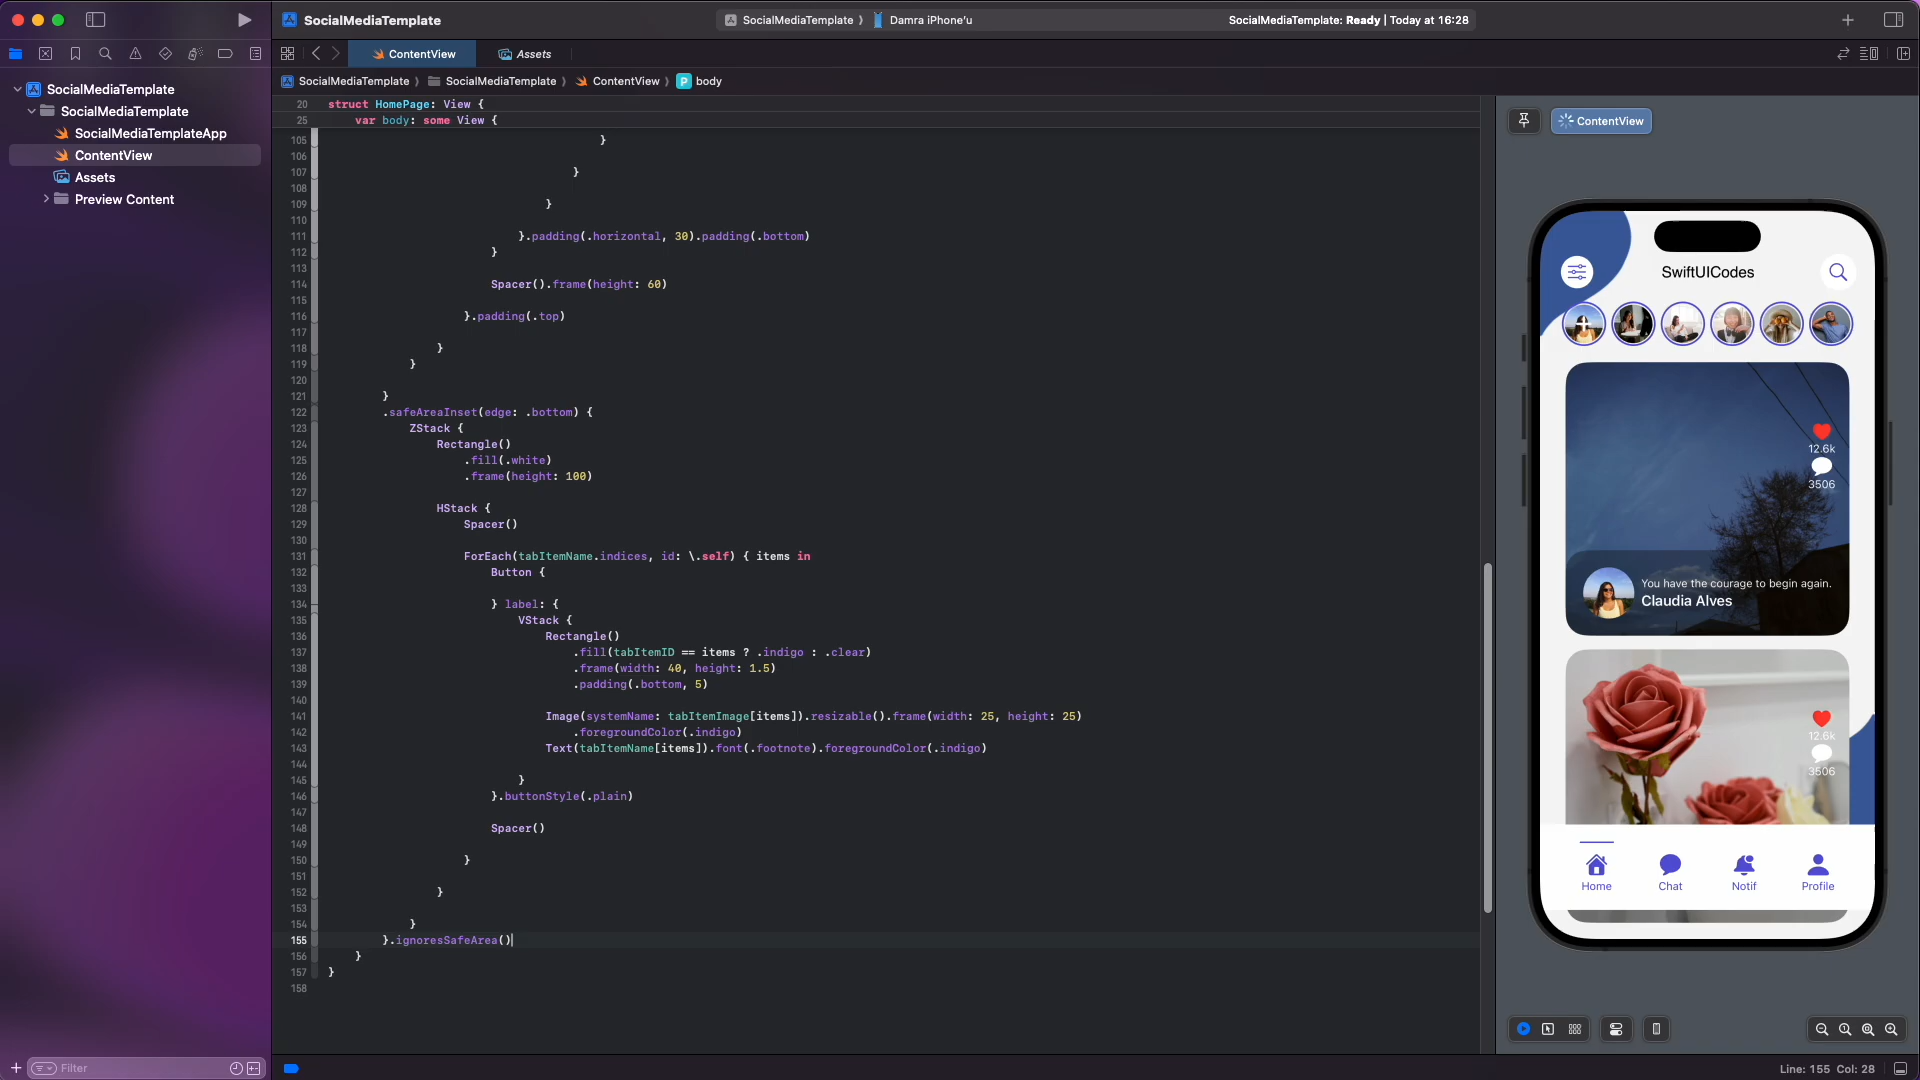 SocialMediaTemplate
SocialMediaTemplate ⟩ Damra iPhone'u
SocialMediaTemplate: Ready | Today at 16:28
ContentView
Assets
SocialMediaTemplate ⟩ SocialMediaTemplate ⟩ ContentView ⟩ P body
SocialMediaTemplate
SocialMediaTemplate
SocialMediaTemplateApp
ContentView
Assets
Preview Content
Filter
20 struct HomePage: View {
25 var body: some View {
105 }
106
107 }
108
109 }
110
111 }.padding(.horizontal, 30).padding(.bottom)
112 }
113
114 Spacer().frame(height: 60)
115
116 }.padding(.top)
117
118 }
119 }
120
121 }
122 .safeAreaInset(edge: .bottom) {
123 ZStack {
124 Rectangle()
125 .fill(.white)
126 .frame(height: 100)
127
128 HStack {
129 Spacer()
130
131 ForEach(tabItemName.indices, id: \.self) { items in
132 Button {
133
134 } label: {
135 VStack {
136 Rectangle()
137 .fill(tabItemID == items ? .indigo : .clear)
138 .frame(width: 40, height: 1.5)
139 .padding(.bottom, 5)
140
141 Image(systemName: tabItemImage[items]).resizable().frame(width: 25, height: 25)
142 .foregroundColor(.indigo)
143 Text(tabItemName[items]).font(.footnote).foregroundColor(.indigo)
144
145 }
146 }.buttonStyle(.plain)
147
148 Spacer()
149
150 }
151
152 }
153
154 }
155 }.ignoresSafeArea()
156 }
157 }
158
ContentView
SwiftUICodes
12.6k
3506
You have the courage to begin again.
Claudia Alves
12.6k
3506
Home Chat Notif Profile
Line: 155 Col: 28